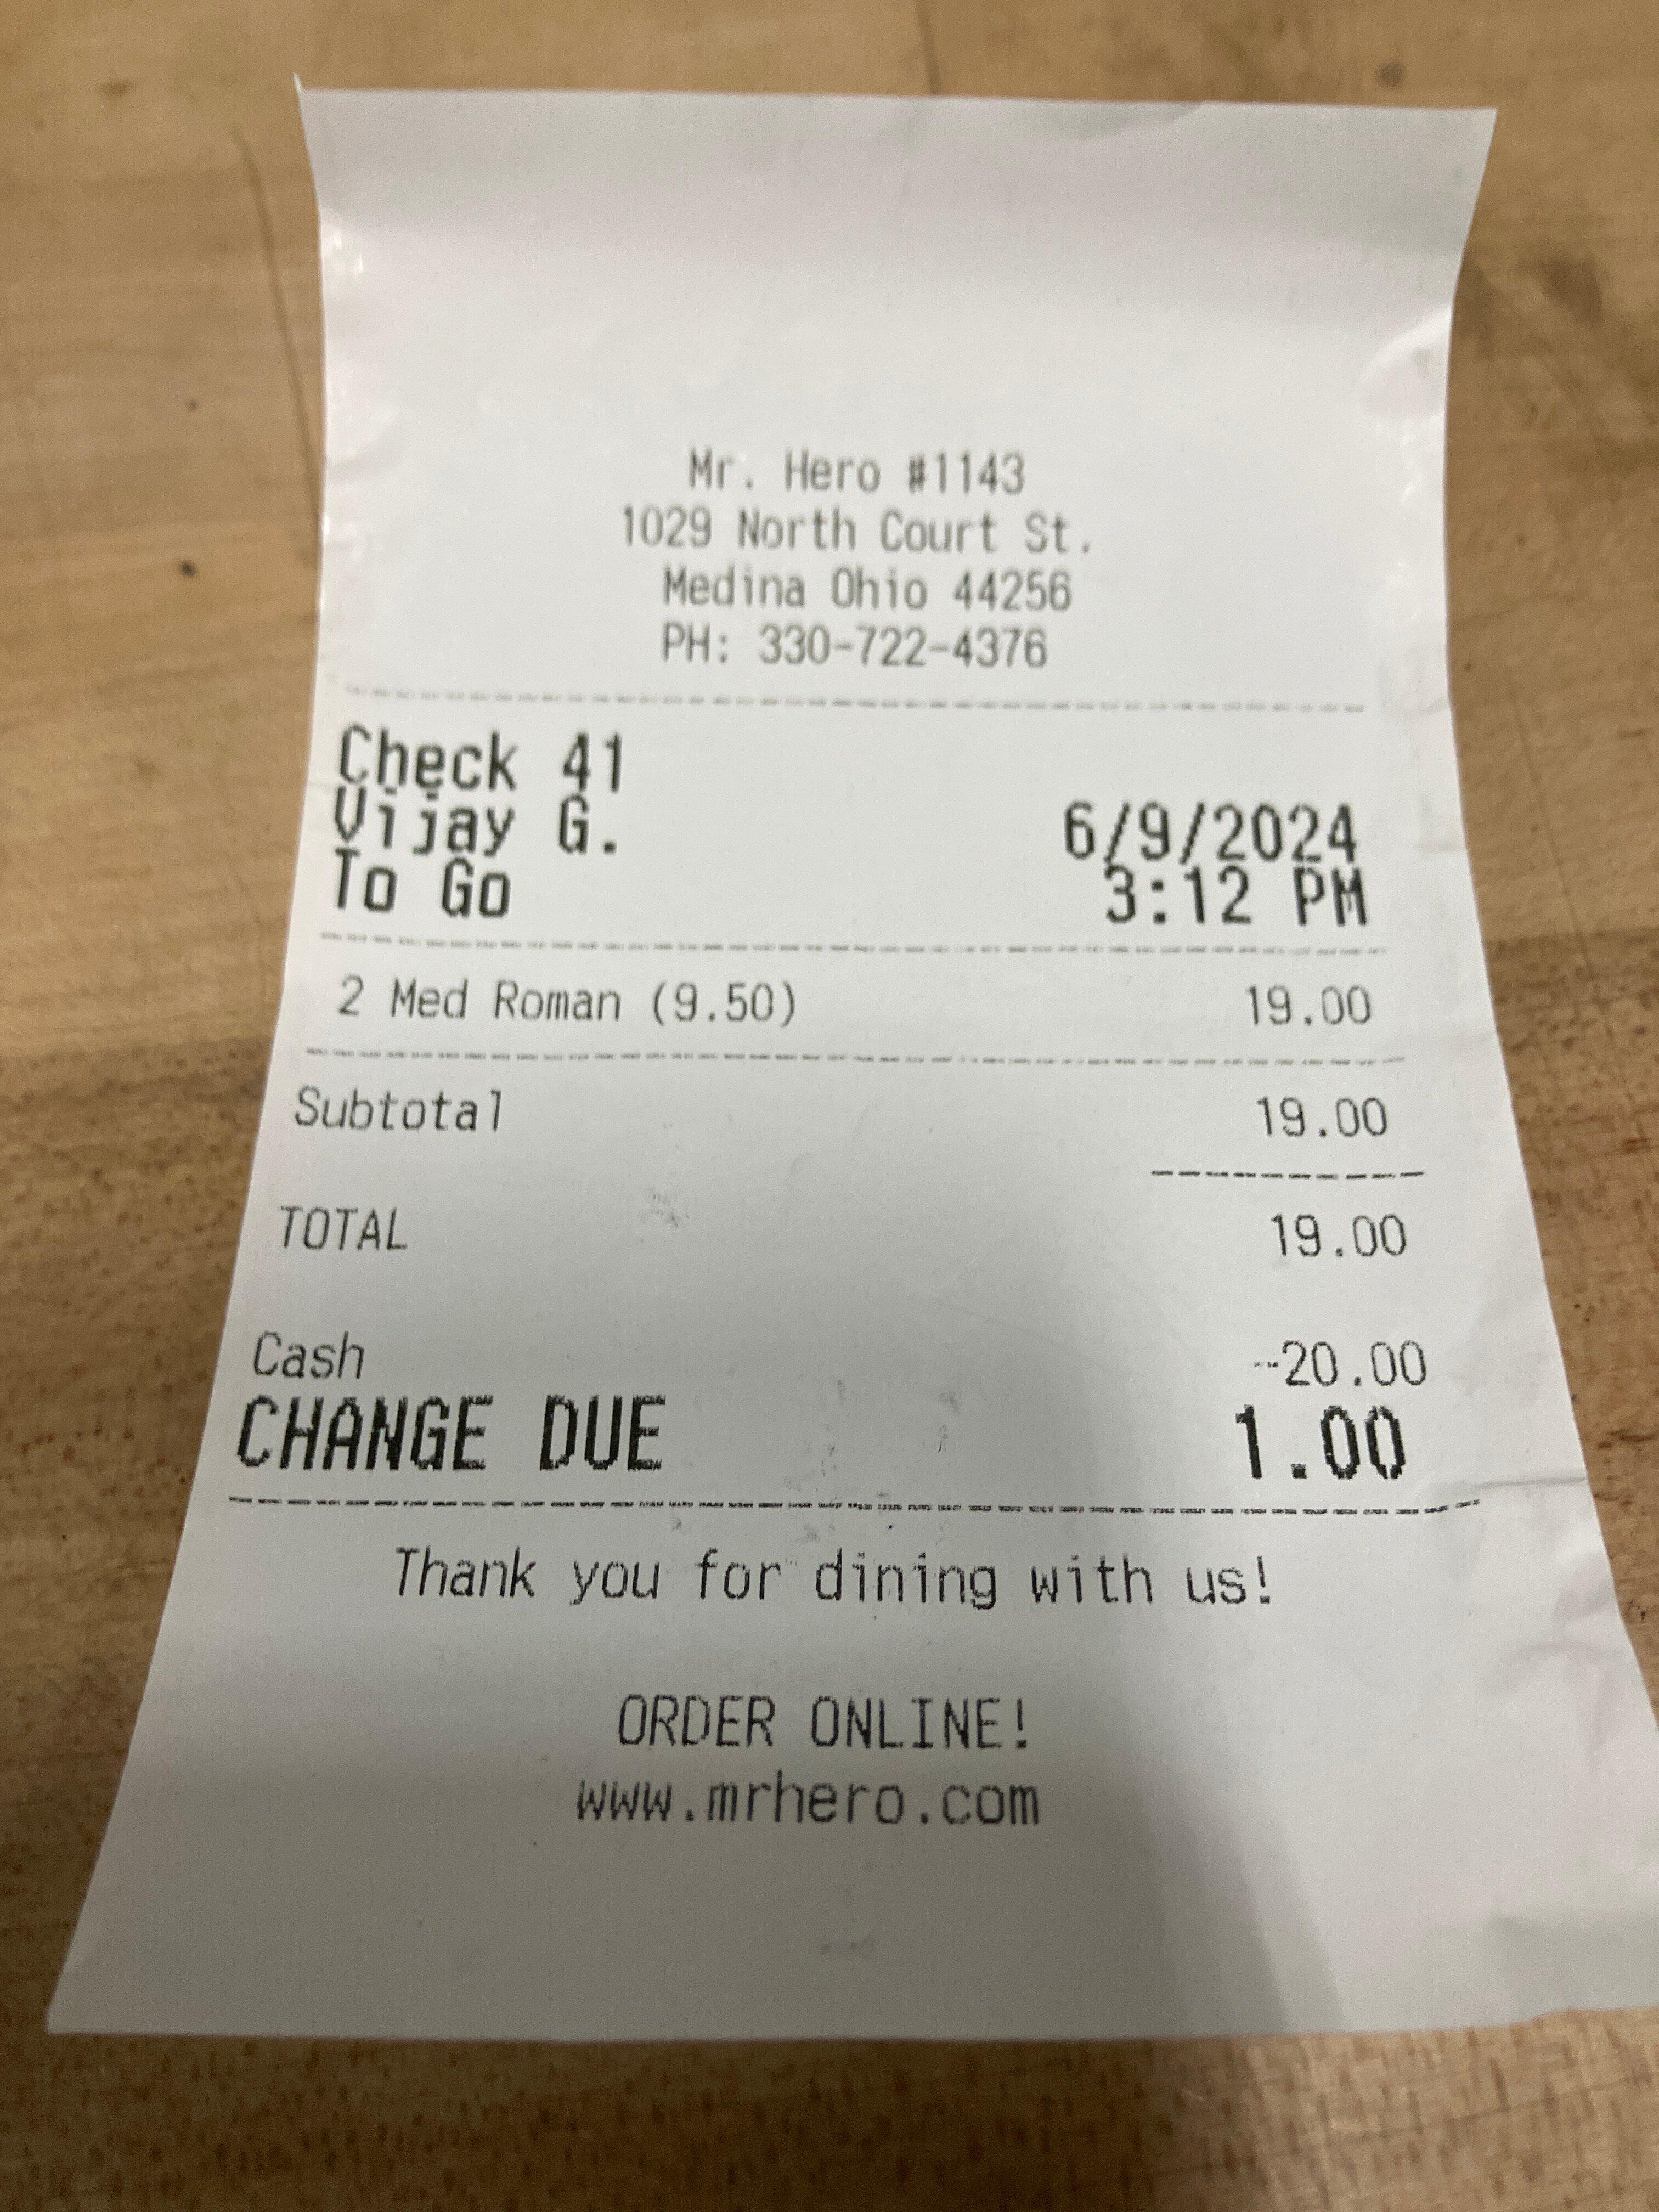 Mr. Hero #1143
1029 North Court St.
Medina Ohio 44256
PH: 330-722-4376
Check 41
Vijay G. 6/9/2024
To Go 3:12 PM
2 Med Roman (9.50) 19.00
Subtotal 19.00
TOTAL 19.00
Cash -20.00
CHANGE DUE 1.00
Thank you for dining with us!
ORDER ONLINE!
www.mrhero.com